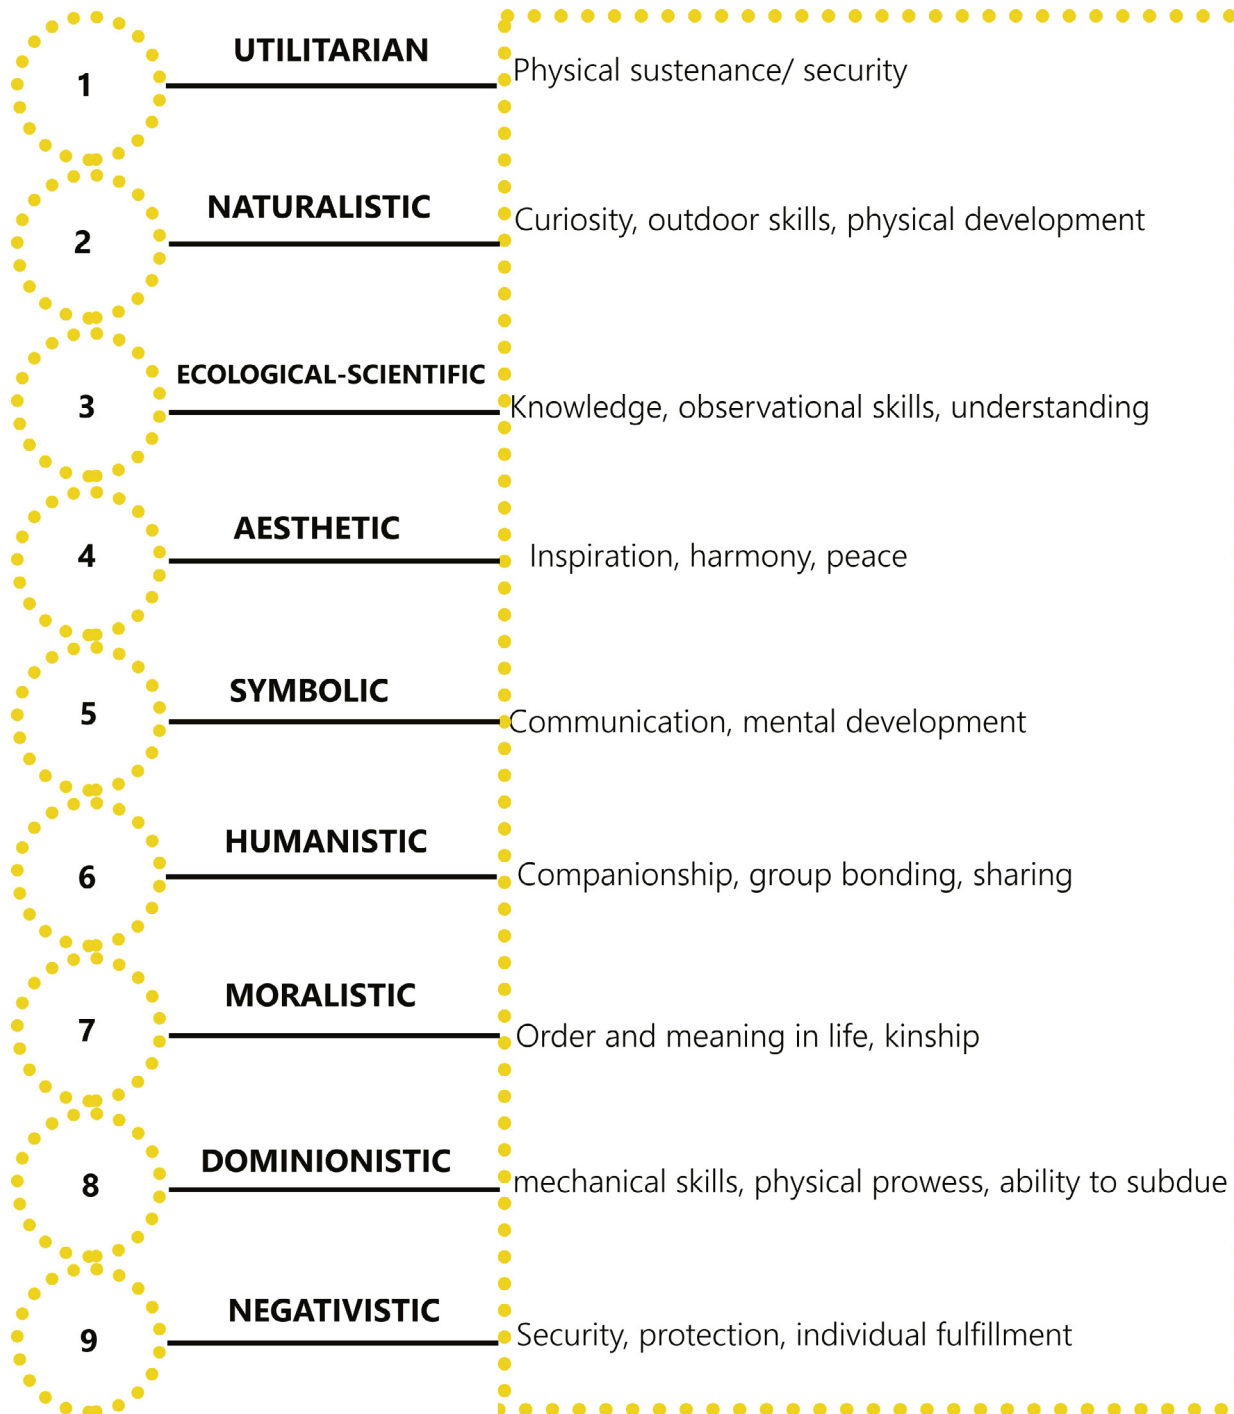 1
UTILITARIAN
Physical sustenance/ security
2
NATURALISTIC
Curiosity, outdoor skills, physical development
3
ECOLOGICAL-SCIENTIFIC
Knowledge, observational skills, understanding
4
AESTHETIC
Inspiration, harmony, peace
5
SYMBOLIC
Communication, mental development
6
HUMANISTIC
Companionship, group bonding, sharing
7
MORALISTIC
Order and meaning in life, kinship
8
DOMINIONISTIC
mechanical skills, physical prowess, ability to subdue
9
NEGATIVISTIC
Security, protection, individual fulfillment